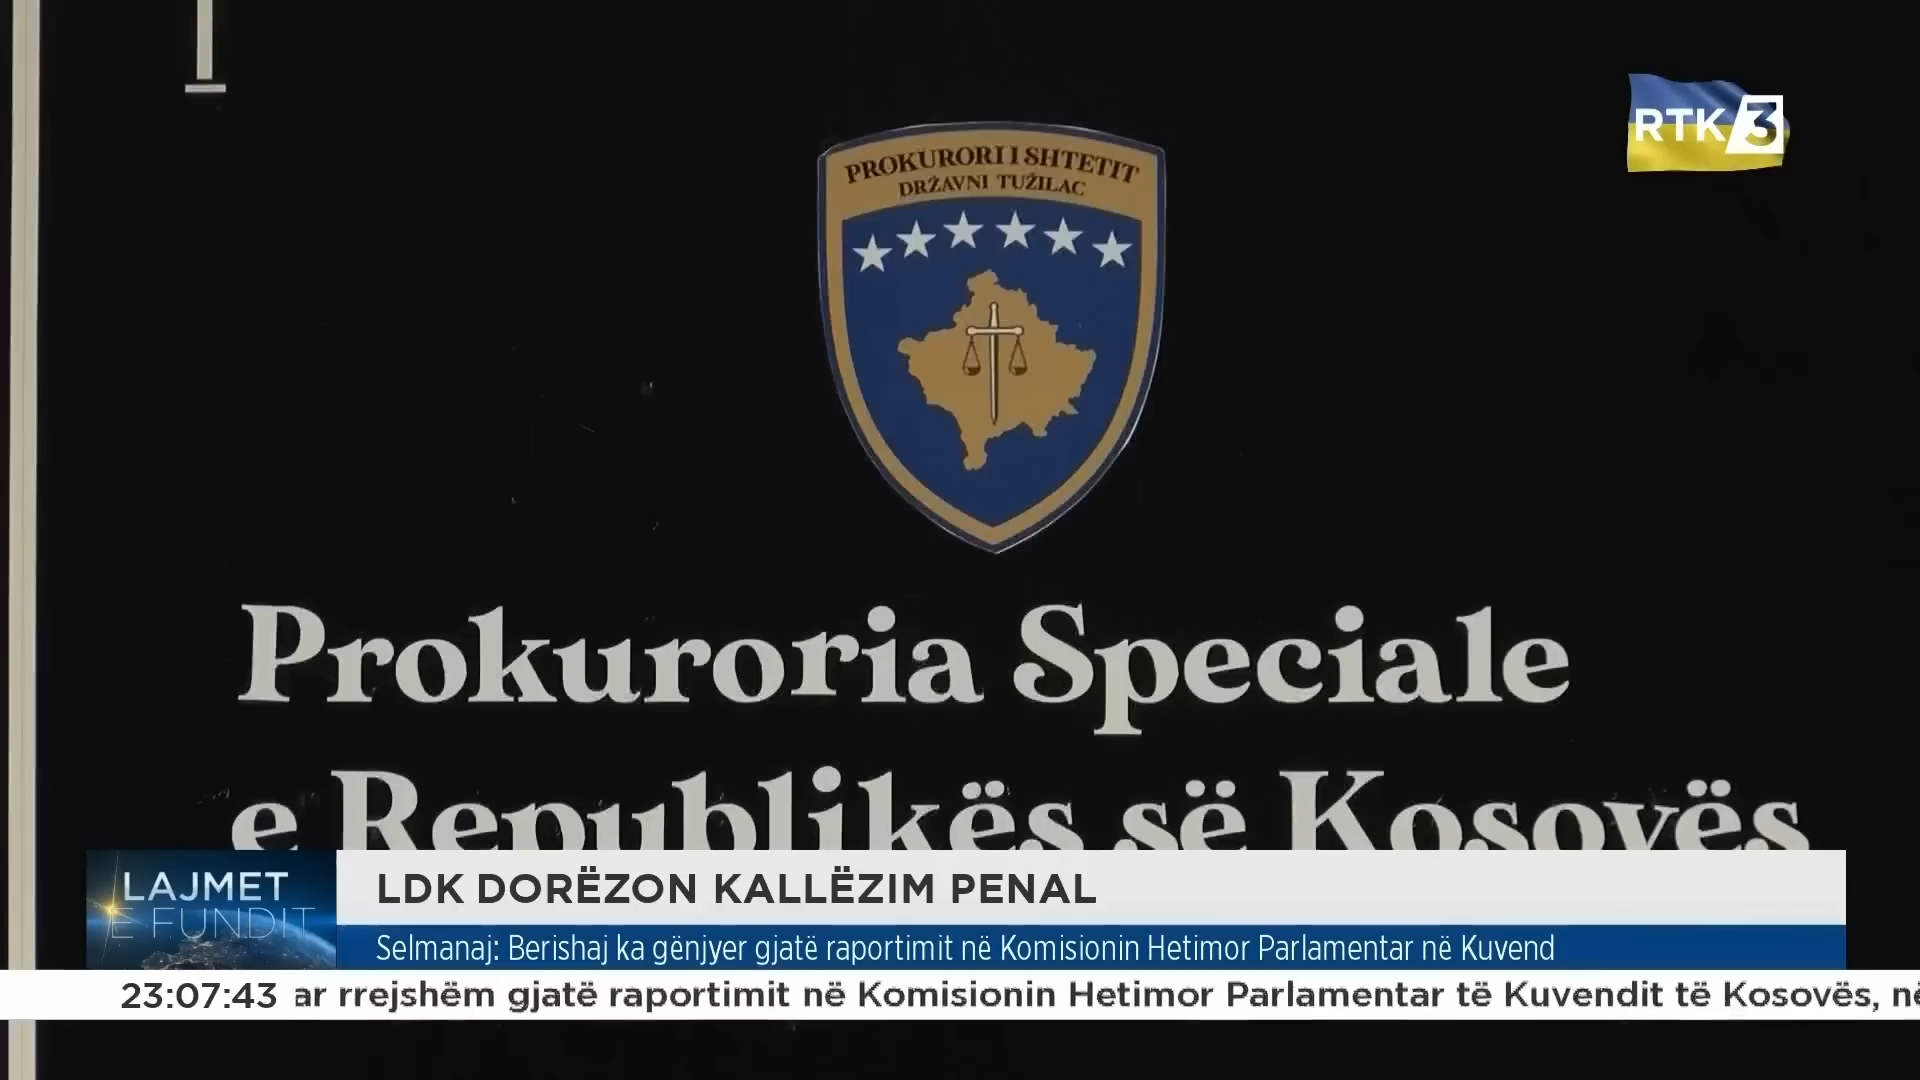 RTK 3
PROKURORI I SHTETIT
DRŽAVNI TUŽILAC
Prokuroria Speciale
e Republikës së Kosovës
LAJMET
E FUNDIT
LDK DORËZON KALLËZIM PENAL
Selmanaj: Berishaj ka gënjyer gjatë raportimit në Komisionin Hetimor Parlamentar në Kuvend
23:07:43 ar rrejshëm gjatë raportimit në Komisionin Hetimor Parlamentar të Kuvendit të Kosovës, në